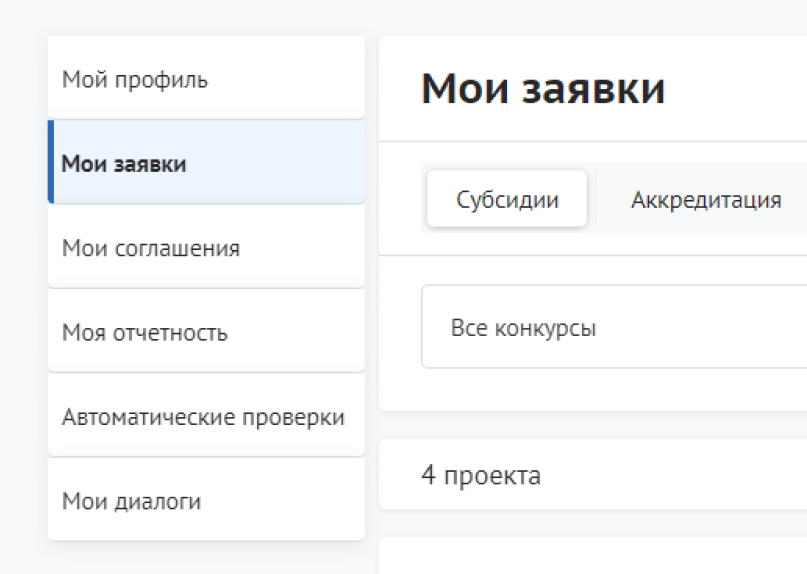 Мой профиль
Мои заявки
Мои соглашения
Моя отчетность
Автоматические проверки
Мои диалоги
Мои заявки
Субсидии
Аккредитация
Все конкурсы
4 проекта